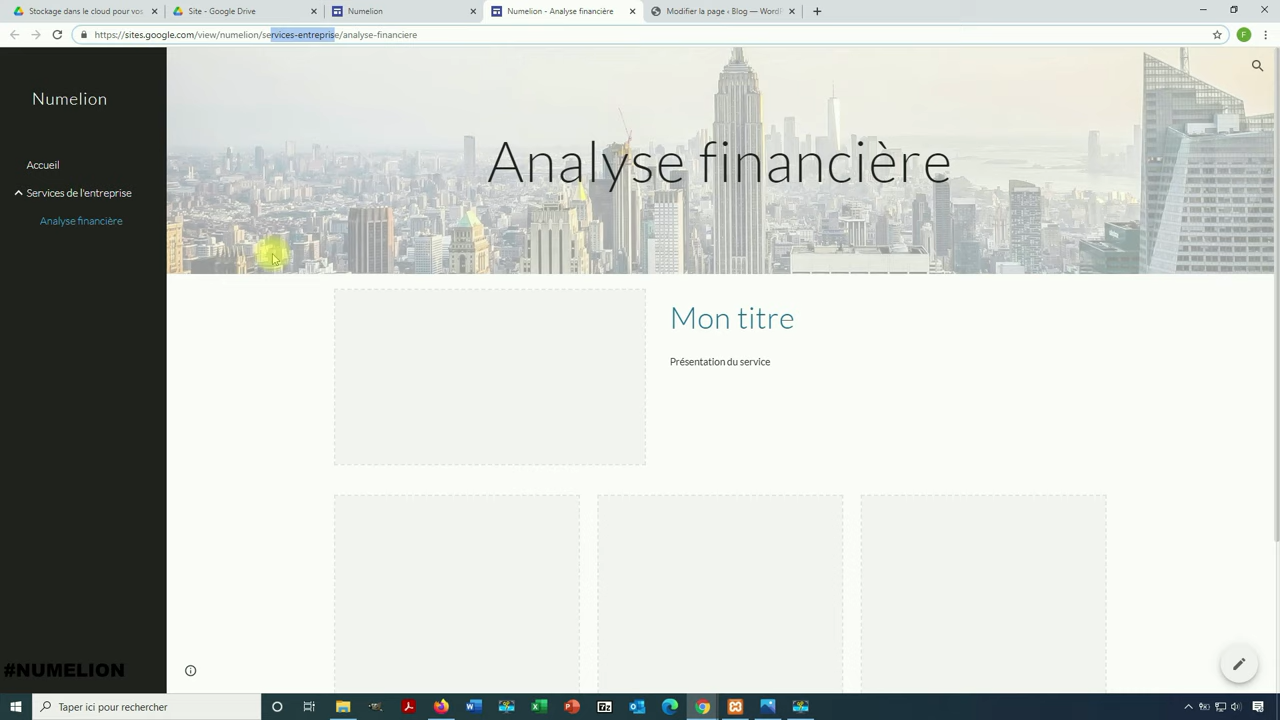 Stockage dans le cloud pour vos
Site - Google Drive
Numelion
Numelion - Analyse financière
Modifier la page ‹ Blog — WordP
https://sites.google.com/view/numelion/services-entreprise/analyse-financiere
F
Numelion
Accueil
Services de l'entreprise
Analyse financière
Analyse financière
Mon titre
Présentation du service
#NUMELION
Taper ici pour rechercher